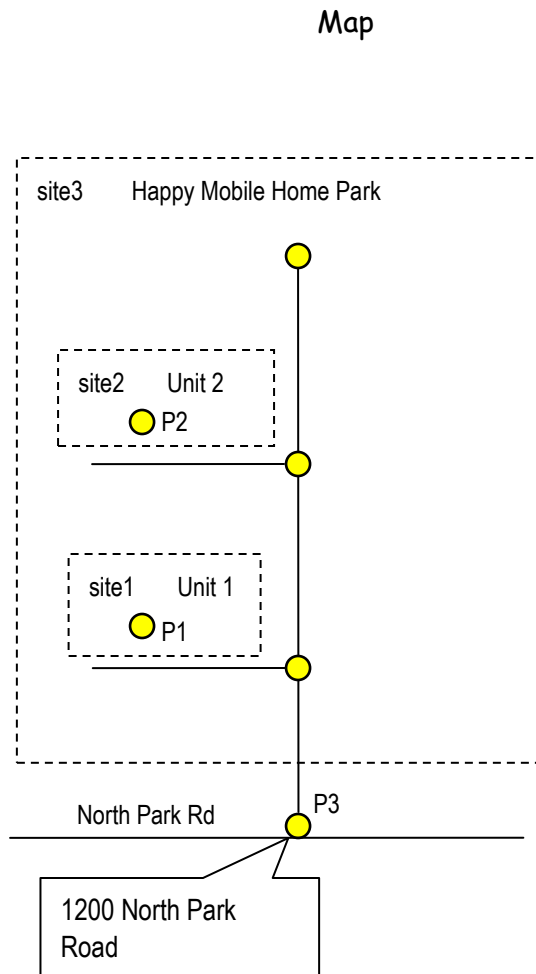 Map
site3 Happy Mobile Home Park
site2 Unit 2
P2
site1 Unit 1
P1
P3
North Park Rd
1200 North Park
Road